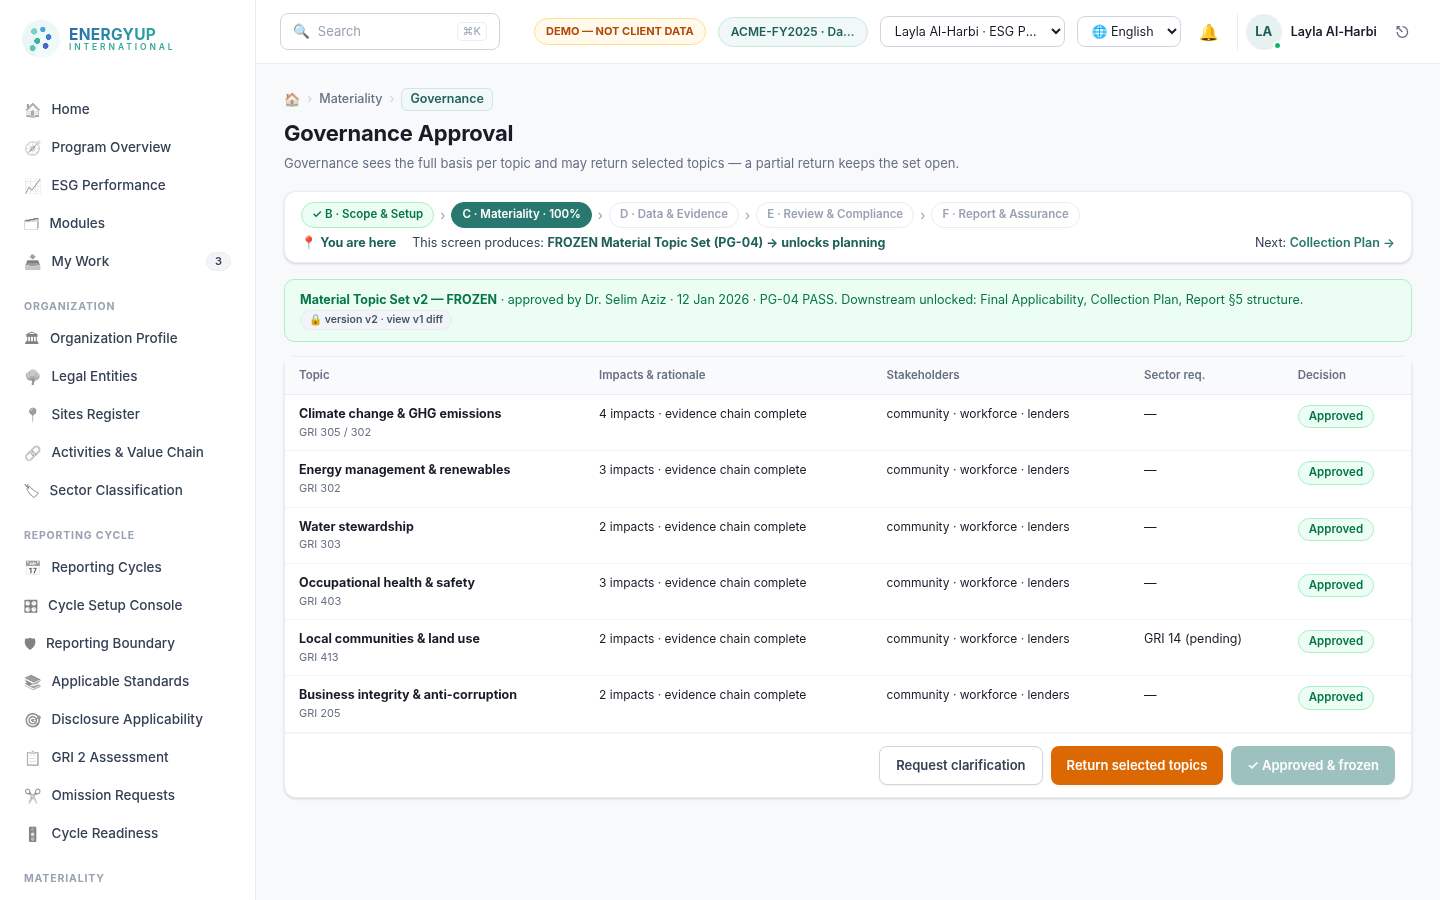 ENERGYUP
INTERNATIONAL
Search
⌘K
DEMO — NOT CLIENT DATA
ACME-FY2025 · Da...
Layla Al-Harbi · ESG P...
English
LA
Layla Al-Harbi
Home
Program Overview
ESG Performance
Modules
My Work
3
ORGANIZATION
Organization Profile
Legal Entities
Sites Register
Activities & Value Chain
Sector Classification
REPORTING CYCLE
Reporting Cycles
Cycle Setup Console
Reporting Boundary
Applicable Standards
Disclosure Applicability
GRI 2 Assessment
Omission Requests
Cycle Readiness
MATERIALITY
› Materiality › Governance
Governance Approval
Governance sees the full basis per topic and may return selected topics — a partial return keeps the set open.
✓ B · Scope & Setup › C · Materiality · 100% › D · Data & Evidence › E · Review & Compliance › F · Report & Assurance
You are here This screen produces: FROZEN Material Topic Set (PG-04) → unlocks planning
Next: Collection Plan →
Material Topic Set v2 — FROZEN · approved by Dr. Selim Aziz · 12 Jan 2026 · PG-04 PASS. Downstream unlocked: Final Applicability, Collection Plan, Report §5 structure.
version v2 · view v1 diff
Topic Impacts & rationale Stakeholders Sector req. Decision
Climate change & GHG emissions 4 impacts · evidence chain complete community · workforce · lenders — Approved
GRI 305 / 302
Energy management & renewables 3 impacts · evidence chain complete community · workforce · lenders — Approved
GRI 302
Water stewardship 2 impacts · evidence chain complete community · workforce · lenders — Approved
GRI 303
Occupational health & safety 3 impacts · evidence chain complete community · workforce · lenders — Approved
GRI 403
Local communities & land use 2 impacts · evidence chain complete community · workforce · lenders GRI 14 (pending) Approved
GRI 413
Business integrity & anti-corruption 2 impacts · evidence chain complete community · workforce · lenders — Approved
GRI 205
Request clarification
Return selected topics
✓ Approved & frozen